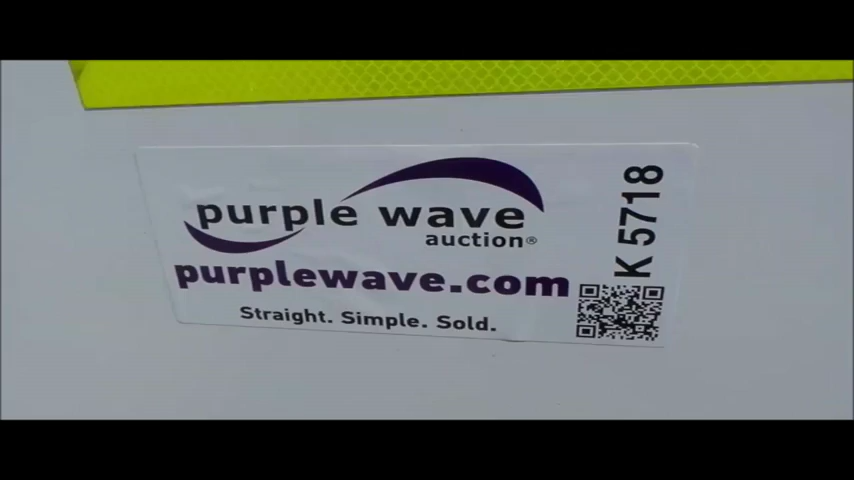 purple wave
auction®
purplewave.com
Straight. Simple. Sold.
K 5718